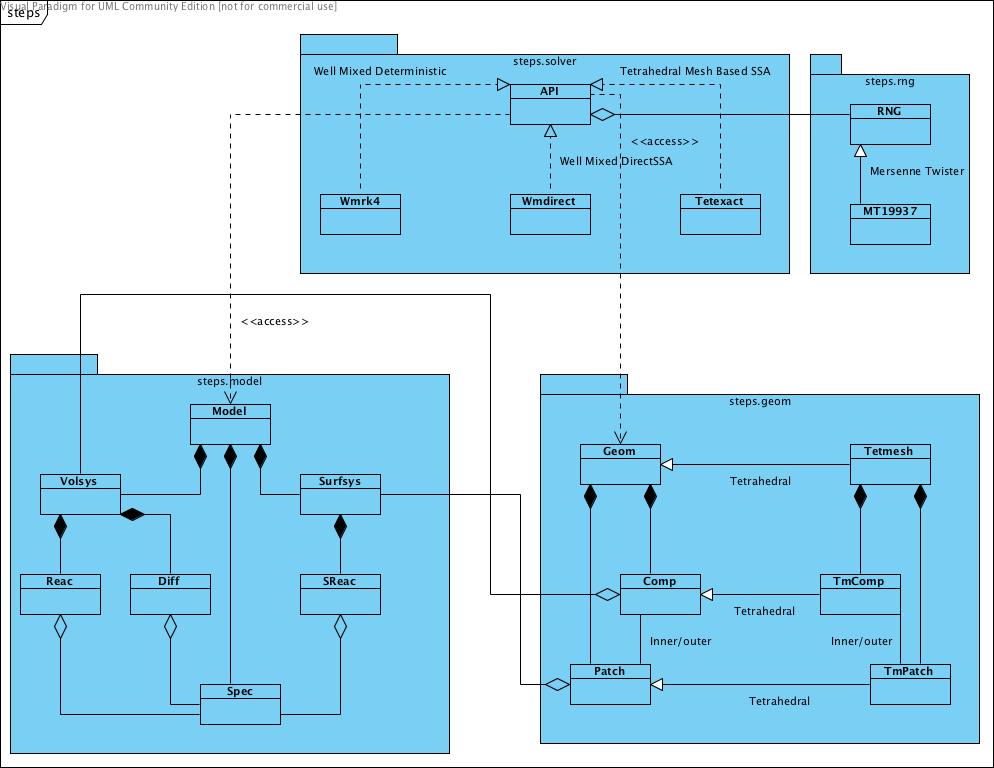 Visual Paradigm for UML Community Edition [not for commercial use]
steps
steps.solver
Well Mixed Deterministic
Tetrahedral Mesh Based SSA
API
steps.rng
RNG
<<access>>
Well Mixed DirectSSA
Mersenne Twister
Wmrk4
Wmdirect
Tetexact
MT19937
<<access>>
steps.model
Model
steps.geom
Geom
Tetmesh
Tetrahedral
Volsys
Surfsys
Reac
Diff
SReac
Comp
TmComp
Tetrahedral
Inner/outer
Inner/outer
Patch
TmPatch
Tetrahedral
Spec